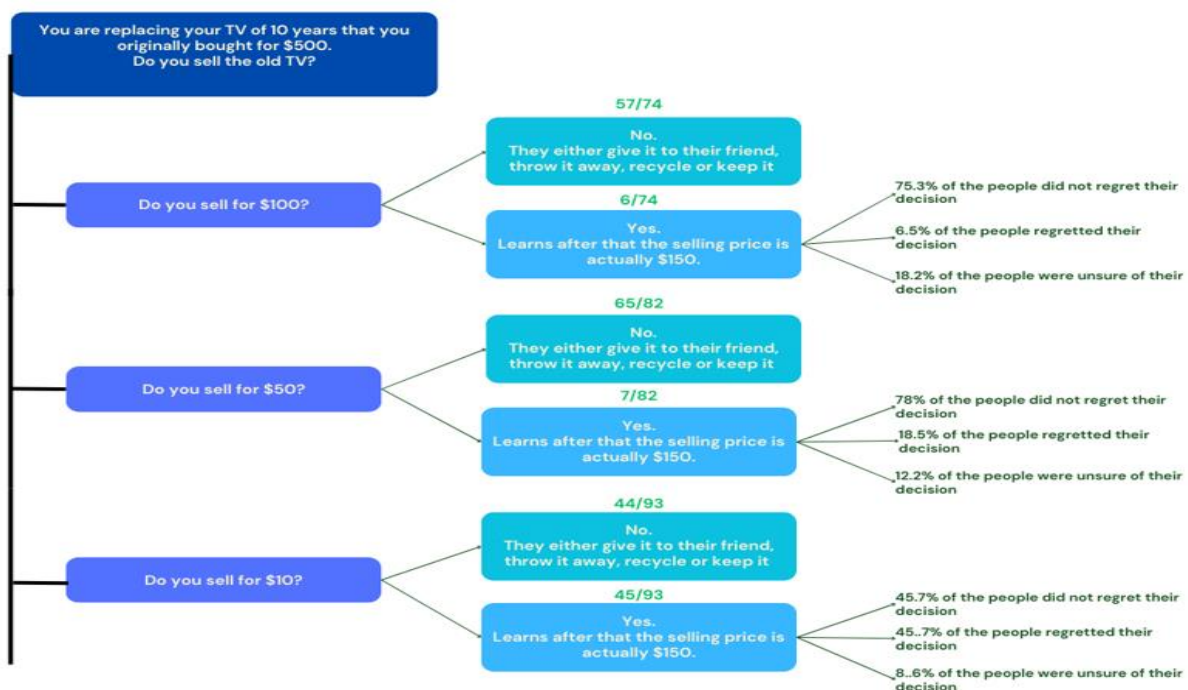 You are replacing your TV of 10 years that you
originally bought for $500.
Do you sell the old TV?
57/74
No.
They either give it to their friend,
throw it away, recycle or keep it
Do you sell for $100?
6/74
Yes.
Learns after that the selling price is
actually $150.
75.3% of the people did not regret their
decision
6.5% of the people regretted their
decision
18.2% of the people were unsure of their
decision
65/82
No.
They either give it to their friend,
throw it away, recycle or keep it
Do you sell for $50?
7/82
Yes.
Learns after that the selling price is
actually $150.
78% of the people did not regret their
decision
18.5% of the people regretted their
decision
12.2% of the people were unsure of their
decision
44/93
No.
They either give it to their friend,
throw it away, recycle or keep it
Do you sell for $10?
45/93
Yes.
Learns after that the selling price is
actually $150.
45.7% of the people did not regret their
decision
45..7% of the people regretted their
decision
8..6% of the people were unsure of their
decision